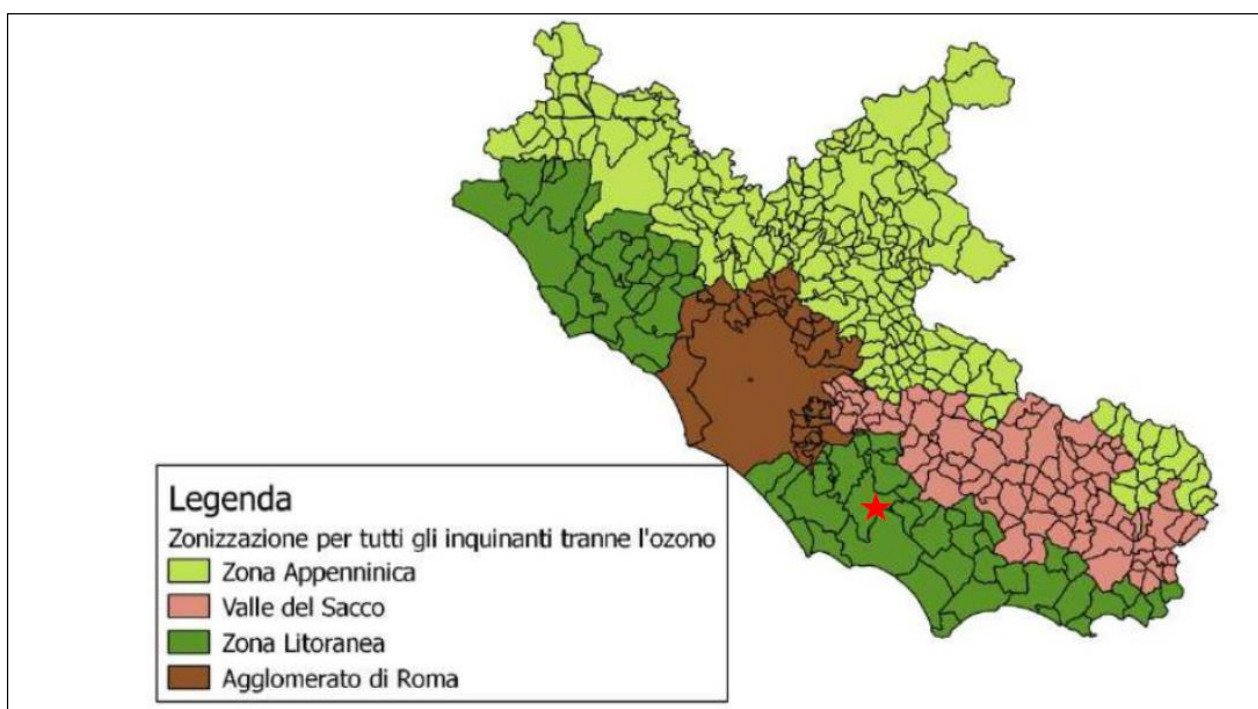 Legenda
Zonizzazione per tutti gli inquinanti tranne l'ozono
Zona Appenninica
Valle del Sacco
Zona Litoranea
Agglomerato di Roma